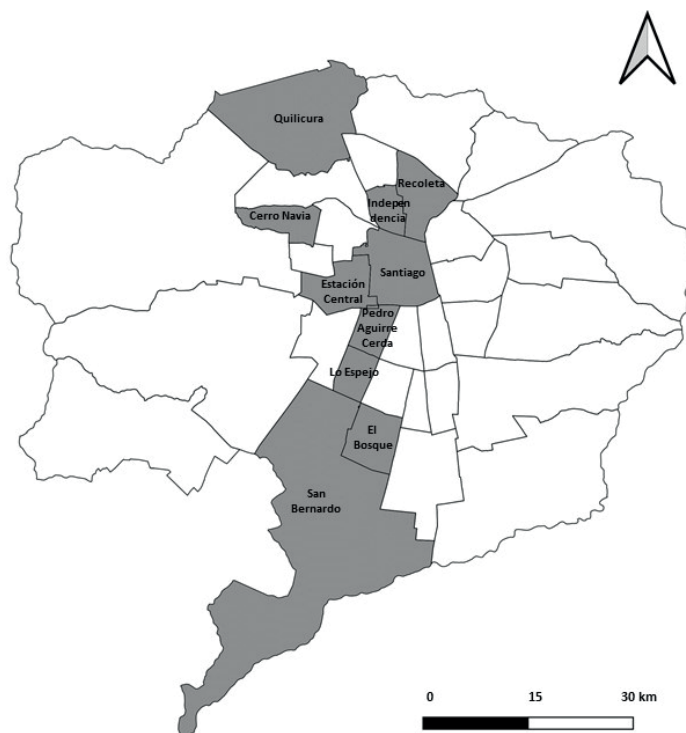 Quilicura
Recoleta
Indepen
dencia
Cerro Navia
Santiago
Estación
Central
Pedro
Aguirre
Cerda
Lo Espejo
El
Bosque
San
Bernardo
0 15 30 km